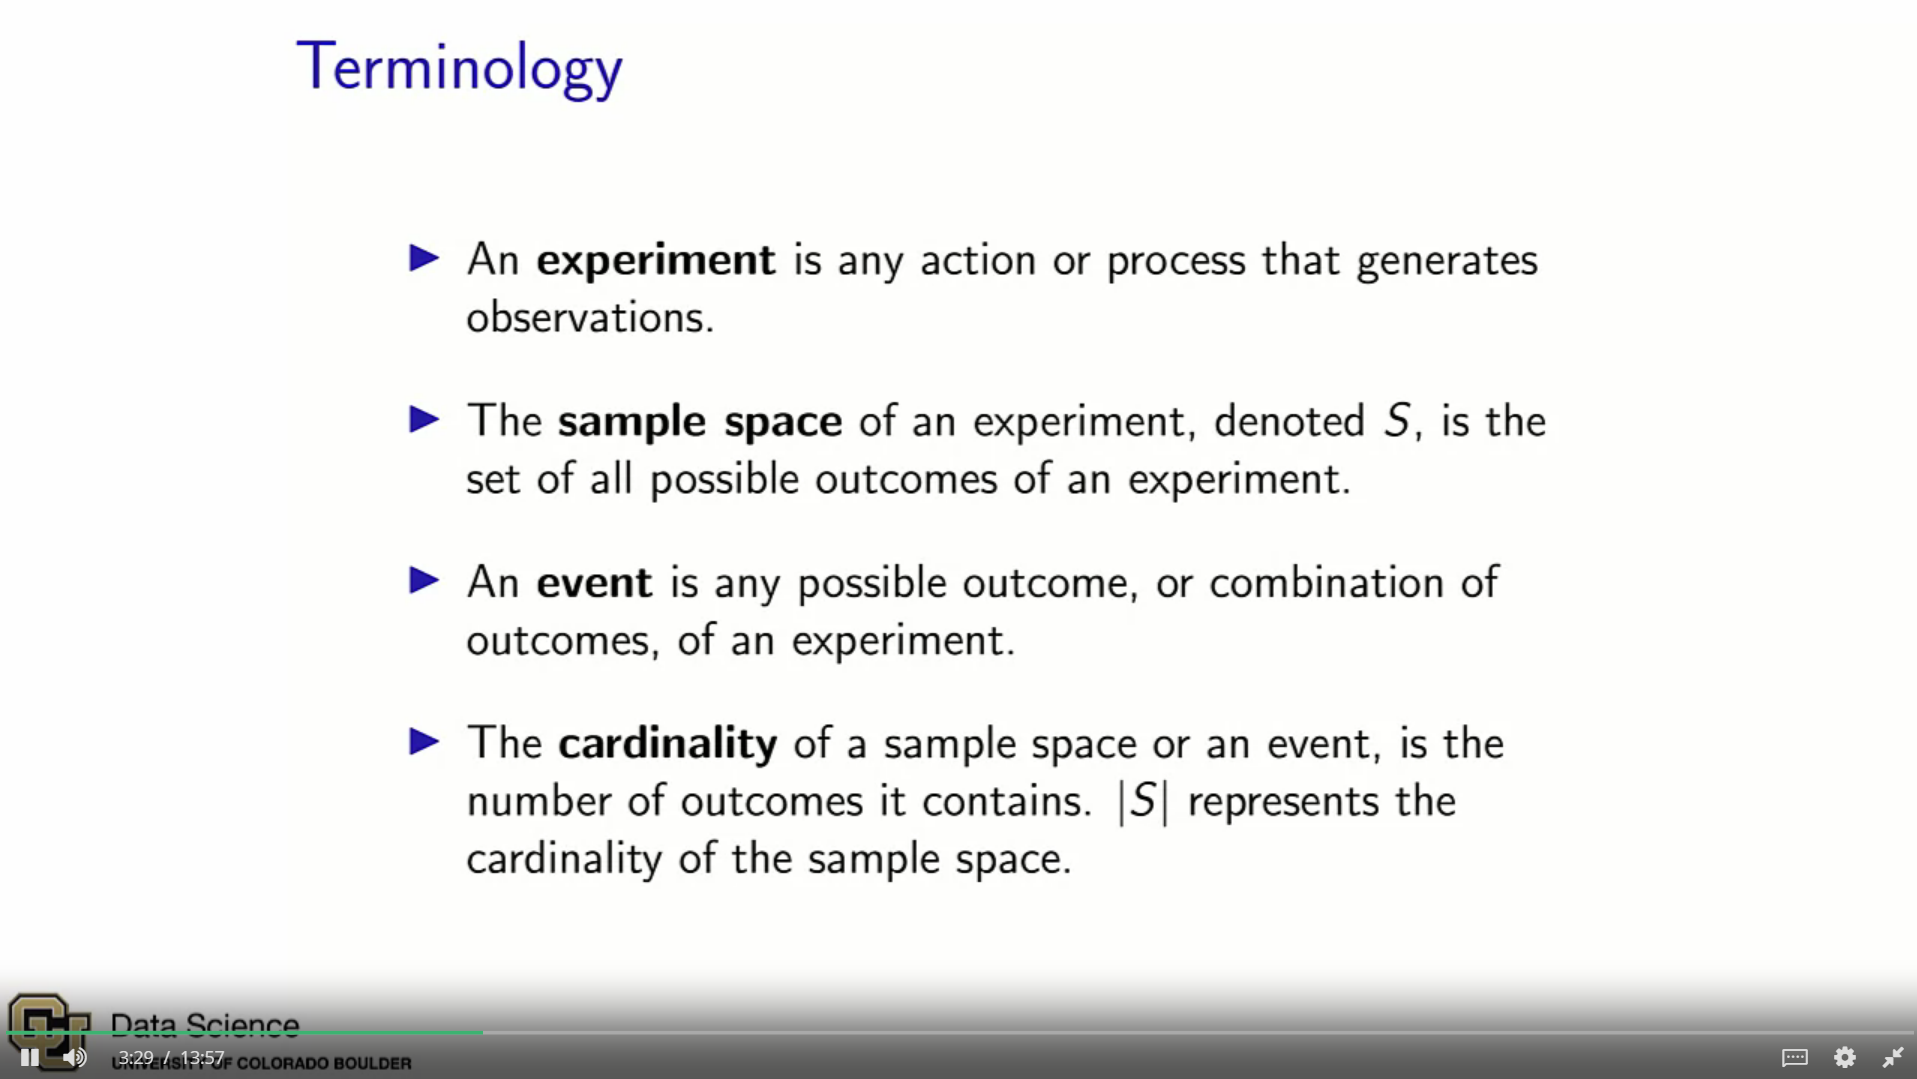 Terminology
▶ An experiment is any action or process that generates
observations.
▶ The sample space of an experiment, denoted S, is the
set of all possible outcomes of an experiment.
▶ An event is any possible outcome, or combination of
outcomes, of an experiment.
▶ The cardinality of a sample space or an event, is the
number of outcomes it contains. |S| represents the
cardinality of the sample space.
Data Science
UNIVERSITY OF COLORADO BOULDER
3:29 / 13:57